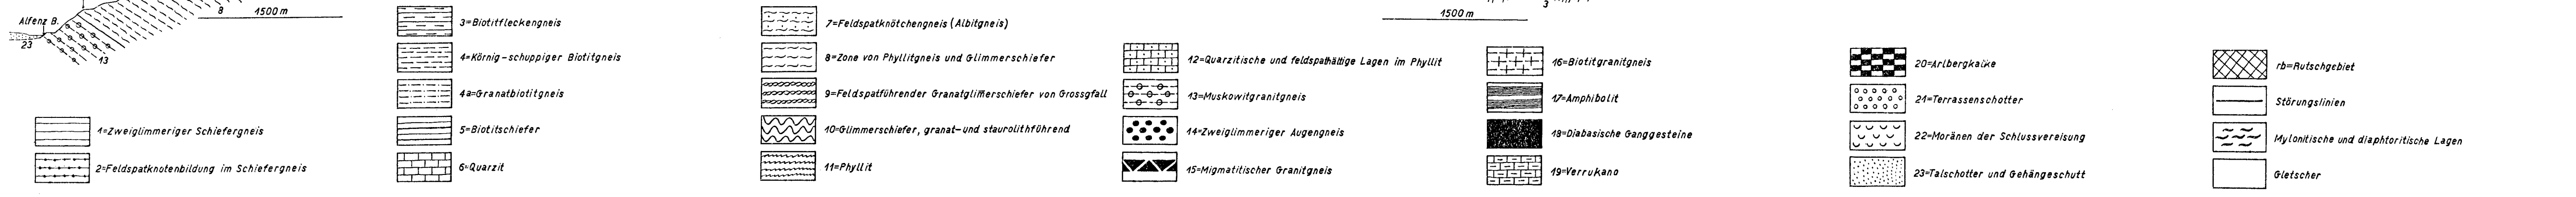 Alfenz B.
23
13
8 1500 m
1500 m
3
1=Zweiglimmeriger Schiefergneis
2=Feldspatknotenbildung im Schiefergneis
3=Biotitfleckengneis
4=Körnig-schuppiger Biotitgneis
4a=Granatbiotitgneis
5=Biotitschiefer
6=Quarzit
7=Feldspatknötchengneis (Albitgneis)
8=Zone von Phyllitgneis und Glimmerschiefer
9=Feldspatführender Granatglimmerschiefer von Grossgfall
10=Glimmerschiefer, granat-und staurolithführend
11=Phyllit
12=Quarzitische und feldspathältige Lagen im Phyllit
13=Muskowitgranitgneis
14=Zweiglimmeriger Augengneis
15=Migmatitischer Granitgneis
16=Biotitgranitgneis
17=Amphibolit
18=Diabasische Ganggesteine
19=Verrukano
20=Arlbergkalke
21=Terrassenschotter
22=Moränen der Schlussvereisung
23=Talschotter und Gehängeschutt
rb=Rutschgebiet
Störungslinien
Mylonitische und diaphtoritische Lagen
Gletscher